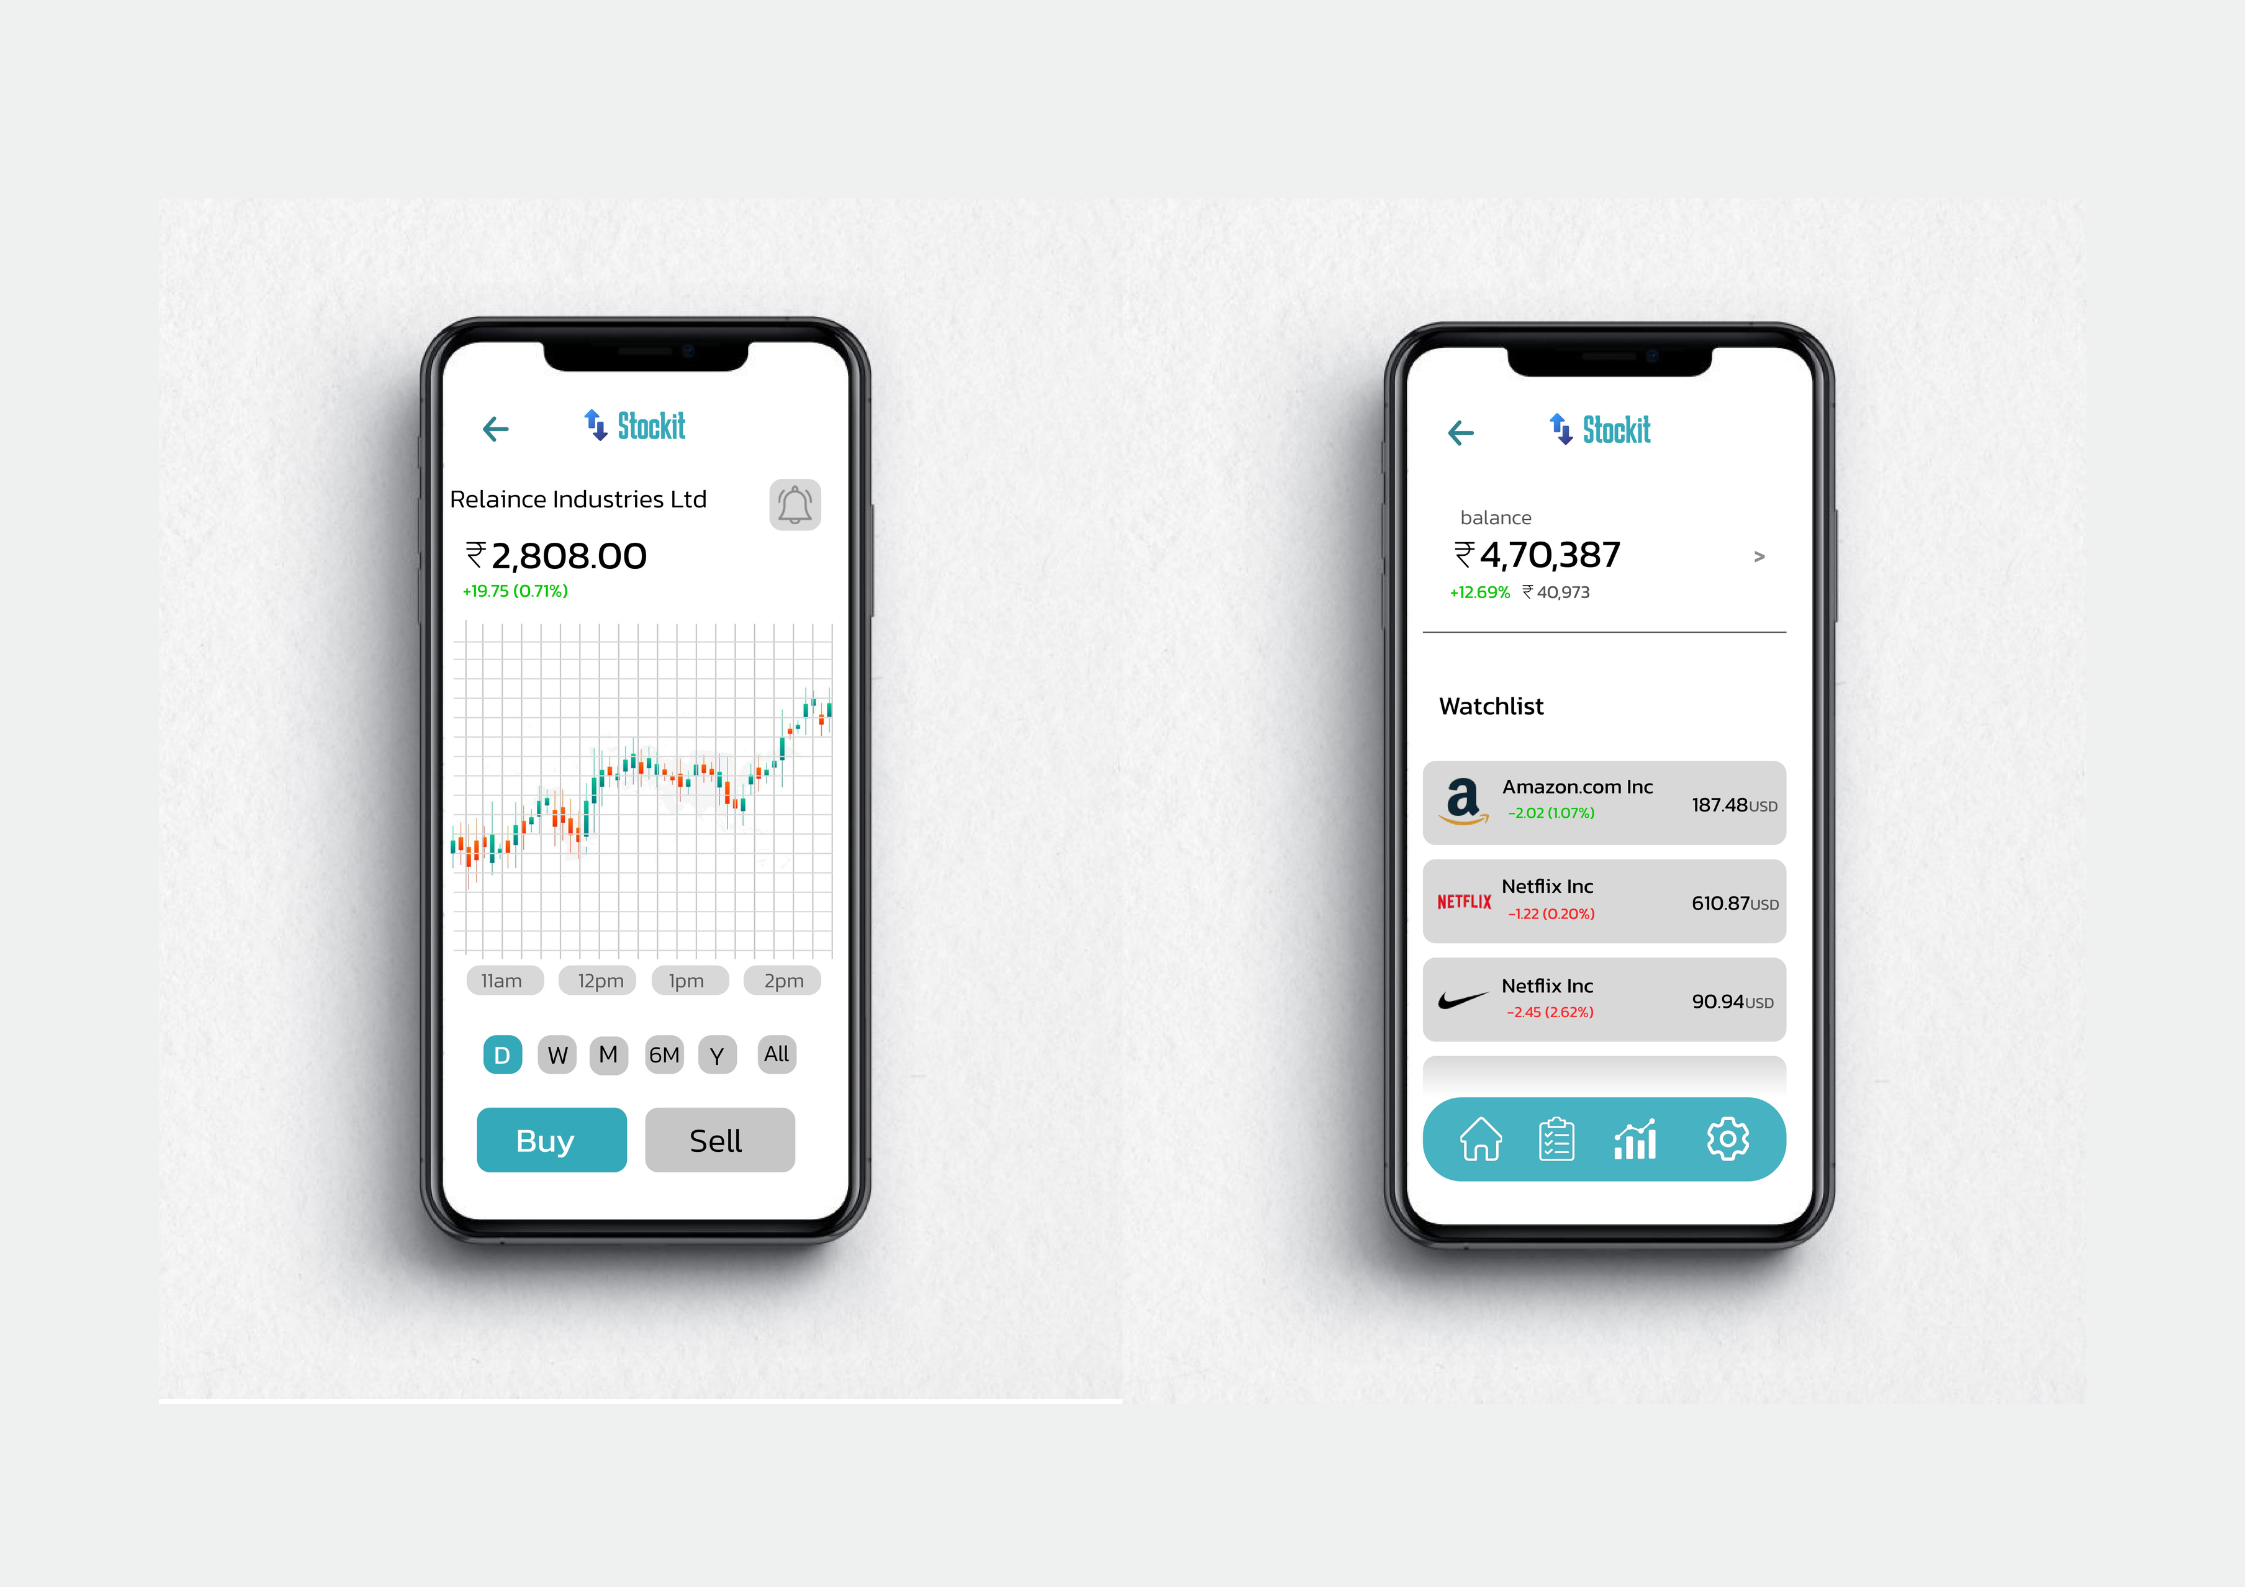 Stockit
Relaince Industries Ltd
₹2,808.00
+19.75 (0.71%)
11am 12pm 1pm 2pm
D W M 6M Y All
Buy Sell
Stockit
balance
₹4,70,387 >
+12.69% ₹40,973
Watchlist
a
Amazon.com Inc
-2.02 (1.07%)
187.48USD
NETFLIX
Netflix Inc
-1.22 (0.20%)
610.87USD
Netflix Inc
-2.45 (2.62%)
90.94USD